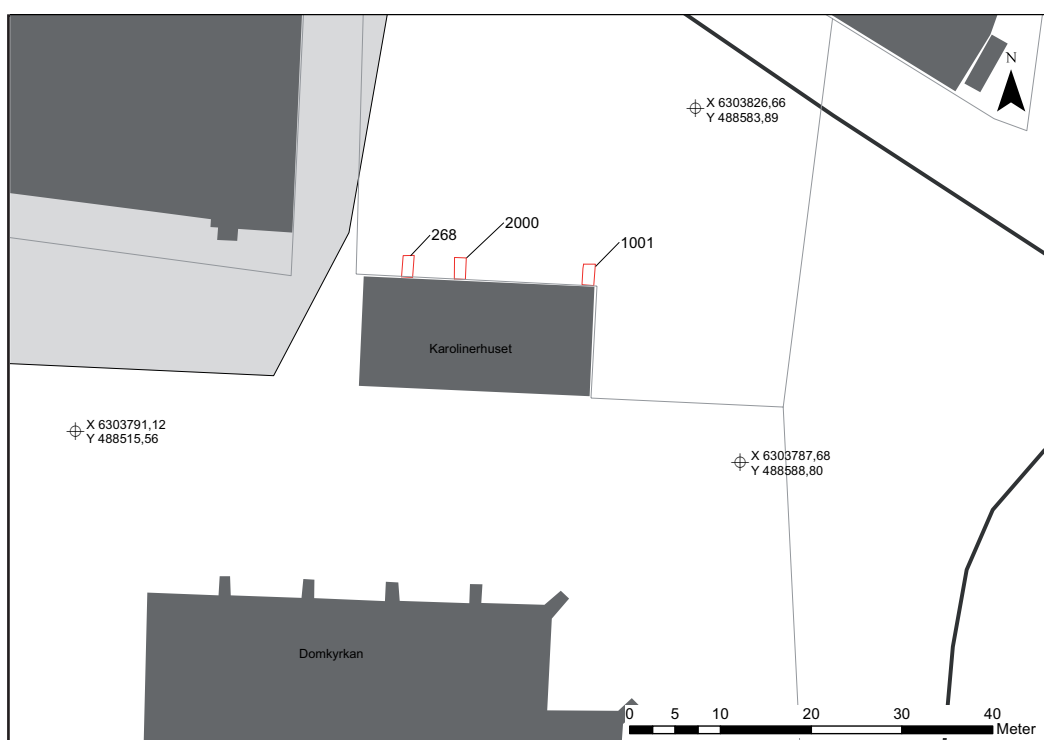 N
X 6303826,66
Y 488583,89
268
2000
1001
Karolinerhuset
X 6303791,12
Y 488515,56
X 6303787,68
Y 488588,80
Domkyrkan
0 5 10 20 30 40
Meter